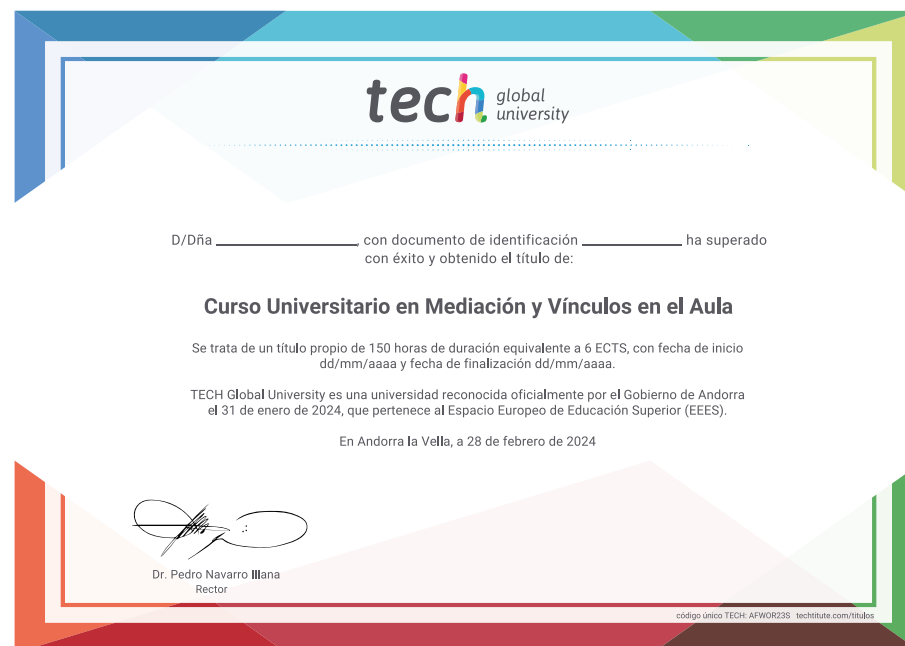 tech global university
D/Dña ____________, con documento de identificación ____________ ha superado
con éxito y obtenido el título de:
Curso Universitario en Mediación y Vínculos en el Aula
Se trata de un título propio de 150 horas de duración equivalente a 6 ECTS, con fecha de inicio
dd/mm/aaaa y fecha de finalización dd/mm/aaaa.
TECH Global University es una universidad reconocida oficialmente por el Gobierno de Andorra
el 31 de enero de 2024, que pertenece al Espacio Europeo de Educación Superior (EEES).
En Andorra la Vella, a 28 de febrero de 2024
Dr. Pedro Navarro Illana
Rector
código único TECH: AFWOR23S techtitute.com/titulos